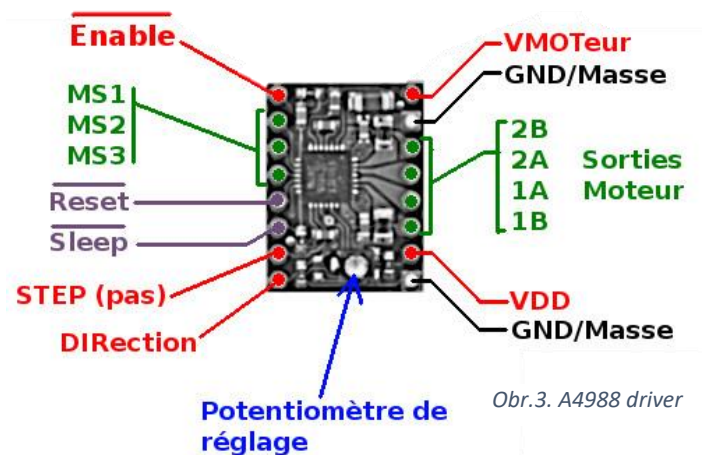 Enable
MS1
MS2
MS3
Reset
Sleep
STEP (pas)
DIRection
VMOTeur
GND/Masse
2B
2A Sorties
1A Moteur
1B
VDD
GND/Masse
Potentiomètre de
réglage
Obr.3. A4988 driver